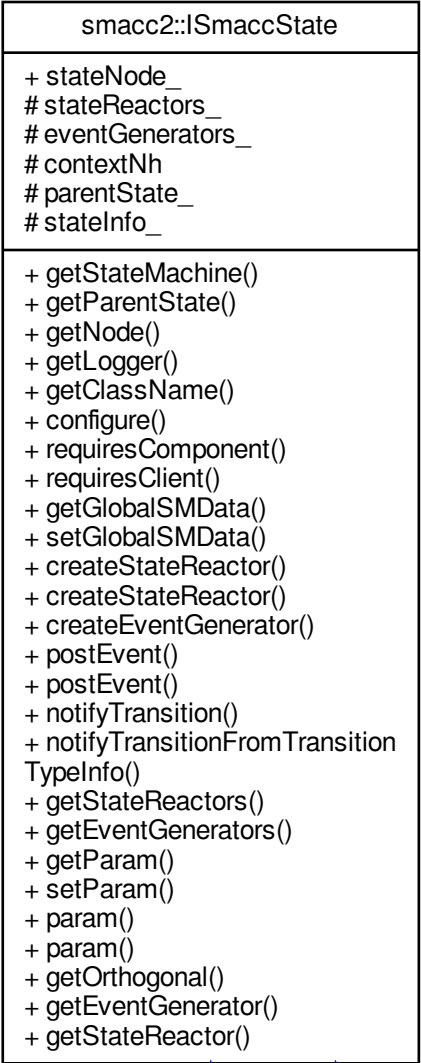 smacc2::ISmaccState
+ stateNode_
# stateReactors_
# eventGenerators_
# contextNh
# parentState_
# stateInfo_
+ getStateMachine()
+ getParentState()
+ getNode()
+ getLogger()
+ getClassName()
+ configure()
+ requiresComponent()
+ requiresClient()
+ getGlobalSMData()
+ setGlobalSMData()
+ createStateReactor()
+ createStateReactor()
+ createEventGenerator()
+ postEvent()
+ postEvent()
+ notifyTransition()
+ notifyTransitionFromTransition
TypeInfo()
+ getStateReactors()
+ getEventGenerators()
+ getParam()
+ setParam()
+ param()
+ param()
+ getOrthogonal()
+ getEventGenerator()
+ getStateReactor()